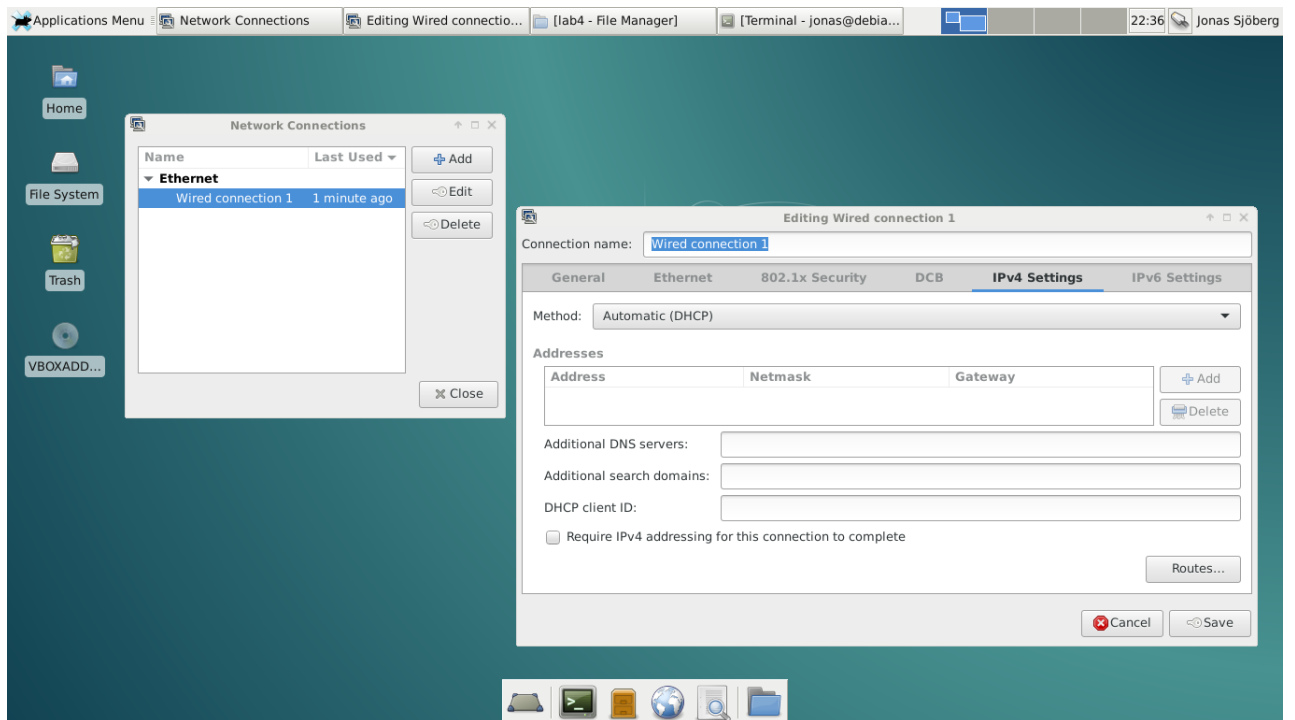 Applications Menu Network Connections Editing Wired connectio... [lab4 - File Manager] [Terminal - jonas@debia... 22:36 Jonas Sjöberg
Home
File System
Trash
VBOXADD...
Network Connections
Name Last Used
Ethernet
Wired connection 1 1 minute ago
Add
Edit
Delete
Close
Editing Wired connection 1
Connection name: Wired connection 1
General Ethernet 802.1x Security DCB IPv4 Settings IPv6 Settings
Method: Automatic (DHCP)
Addresses
Address Netmask Gateway
Add
Delete
Additional DNS servers:
Additional search domains:
DHCP client ID:
Require IPv4 addressing for this connection to complete
Routes...
Cancel Save